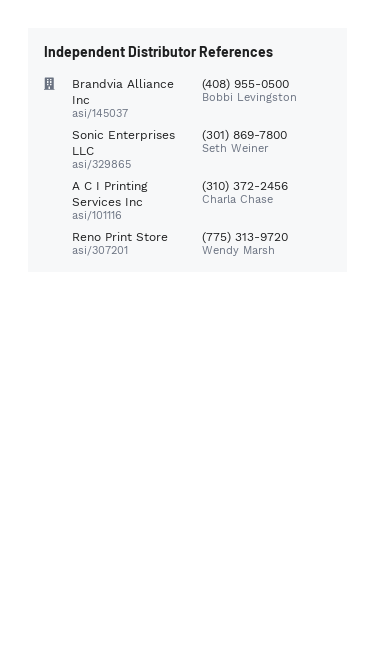 Independent Distributor References
Brandvia Alliance
Inc
asi/145037
(408) 955-0500
Bobbi Levingston
Sonic Enterprises
LLC
asi/329865
(301) 869-7800
Seth Weiner
A C I Printing
Services Inc
asi/101116
(310) 372-2456
Charla Chase
Reno Print Store
asi/307201
(775) 313-9720
Wendy Marsh